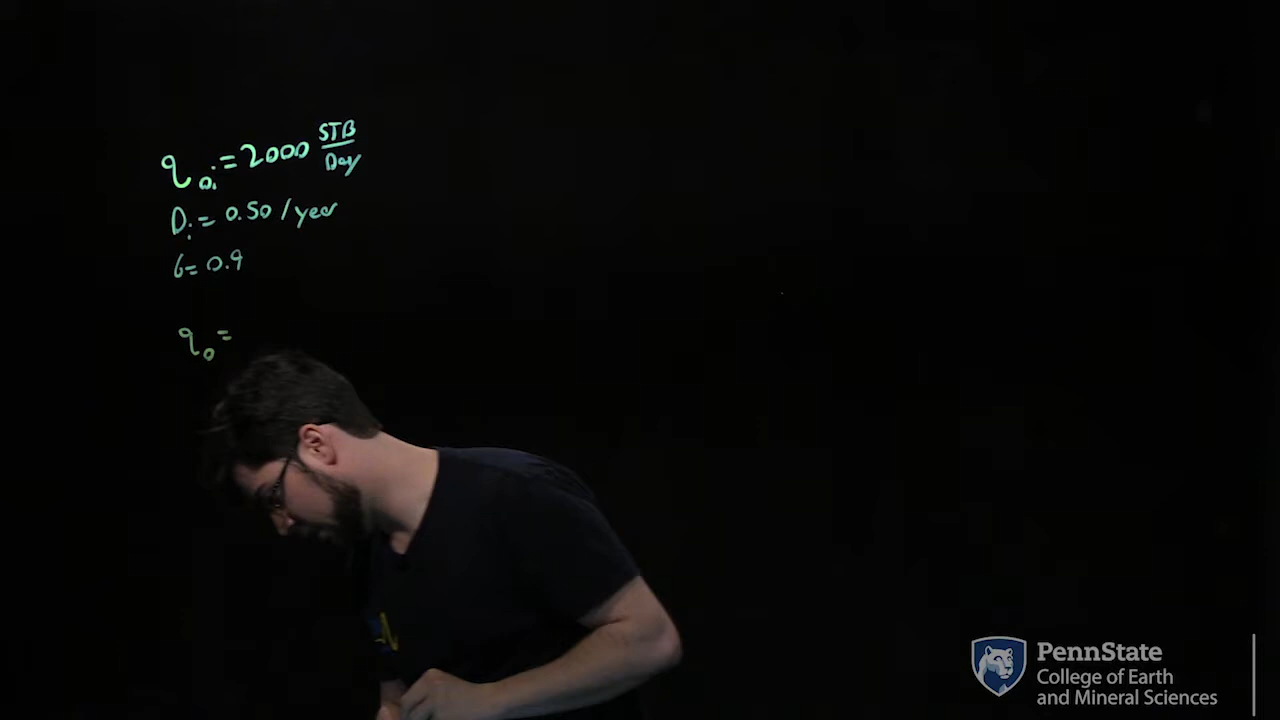 q_oi = 2000 STB/Day
D_i = 0.50 / year
b = 0.9
q_o =
PennState
College of Earth
and Mineral Sciences